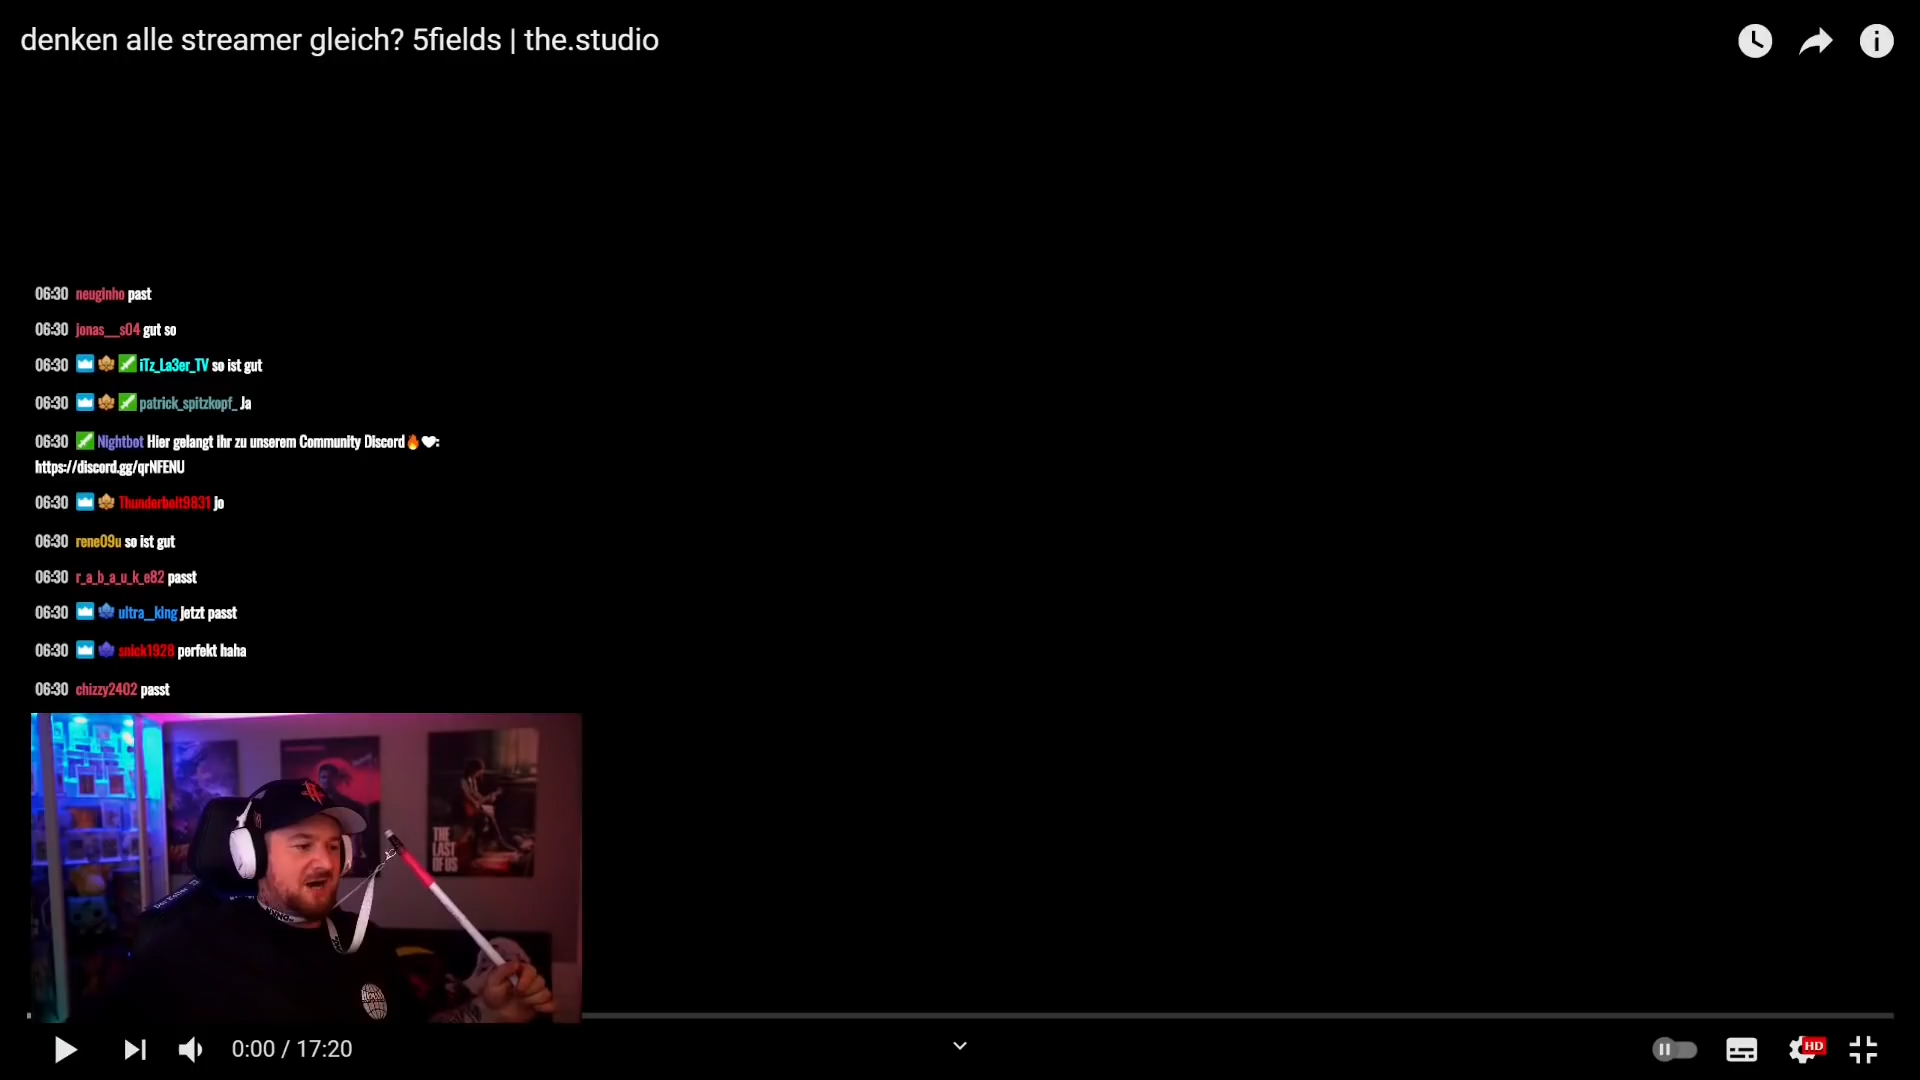 denken alle streamer gleich? 5fields | the.studio
06:30 neuginho past
06:30 jonas__s04 gut so
06:30 iTz_La3er_TV so ist gut
06:30 patrick_spitzkopf_ Ja
06:30 Nightbot Hier gelangt ihr zu unserem Community Discord🔥🤍:
https://discord.gg/qrNFENU
06:30 Thunderbolt9831 jo
06:30 rene09u so ist gut
06:30 r_a_b_a_u_k_e82 passt
06:30 ultra__king jetzt passt
06:30 snick1928 perfekt haha
06:30 chizzy2402 passt
THE
LAST
OF US
0:00 / 17:20
HD